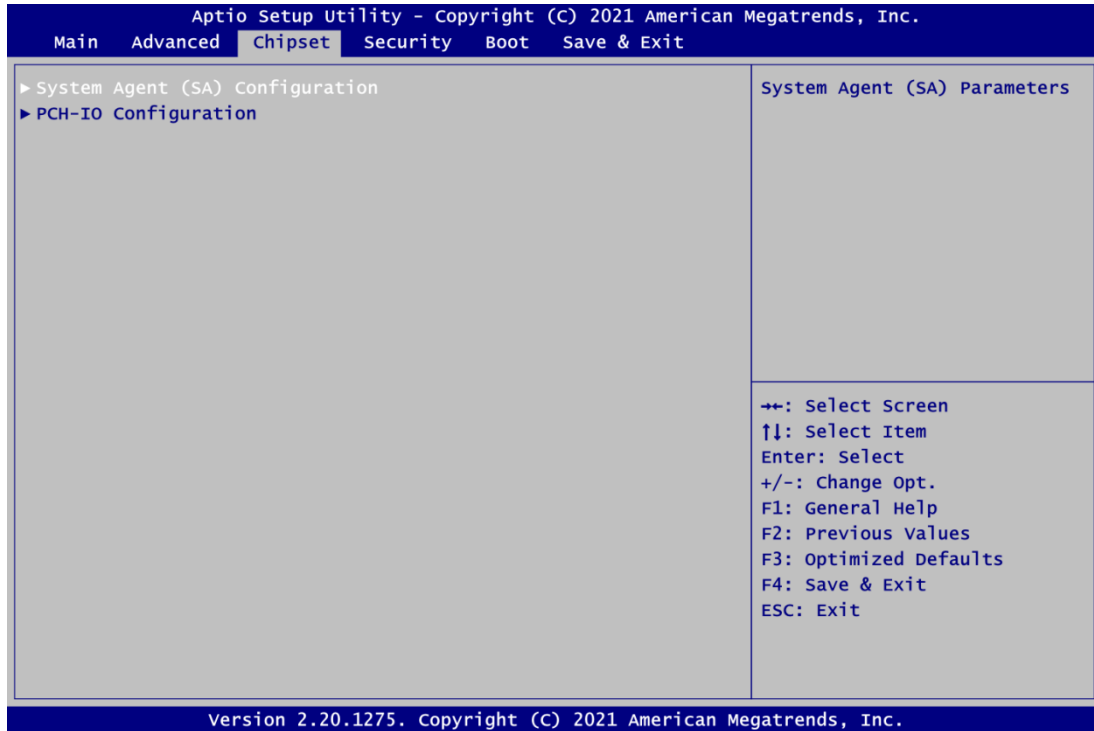 Aptio Setup Utility – Copyright (C) 2021 American Megatrends, Inc.
Main Advanced Chipset Security Boot Save & Exit
►System Agent (SA) Configuration
►PCH-IO Configuration
System Agent (SA) Parameters
→←: Select Screen
↑↓: Select Item
Enter: Select
+/-: Change Opt.
F1: General Help
F2: Previous Values
F3: Optimized Defaults
F4: Save & Exit
ESC: Exit
Version 2.20.1275. Copyright (C) 2021 American Megatrends, Inc.